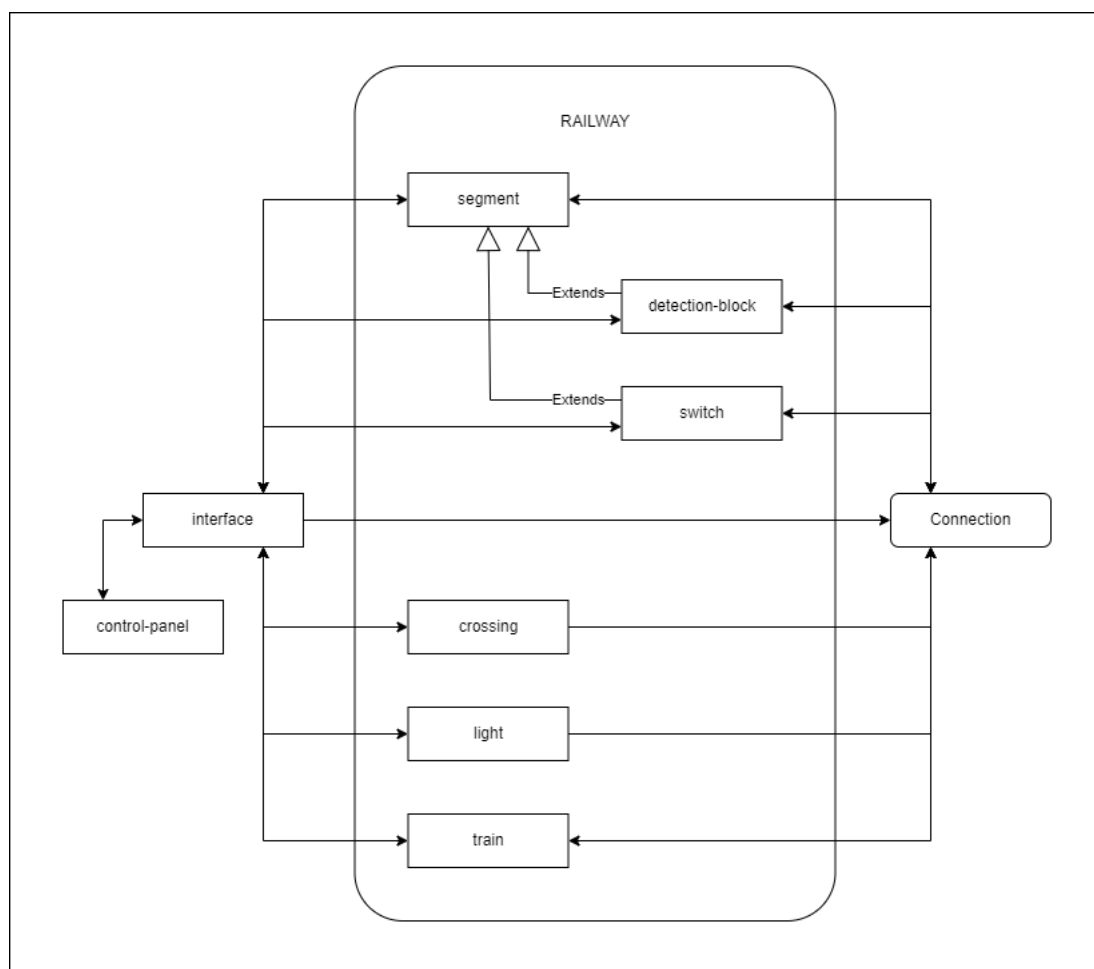 RAILWAY
segment
Extends
detection-block
Extends
switch
interface
Connection
control-panel
crossing
light
train